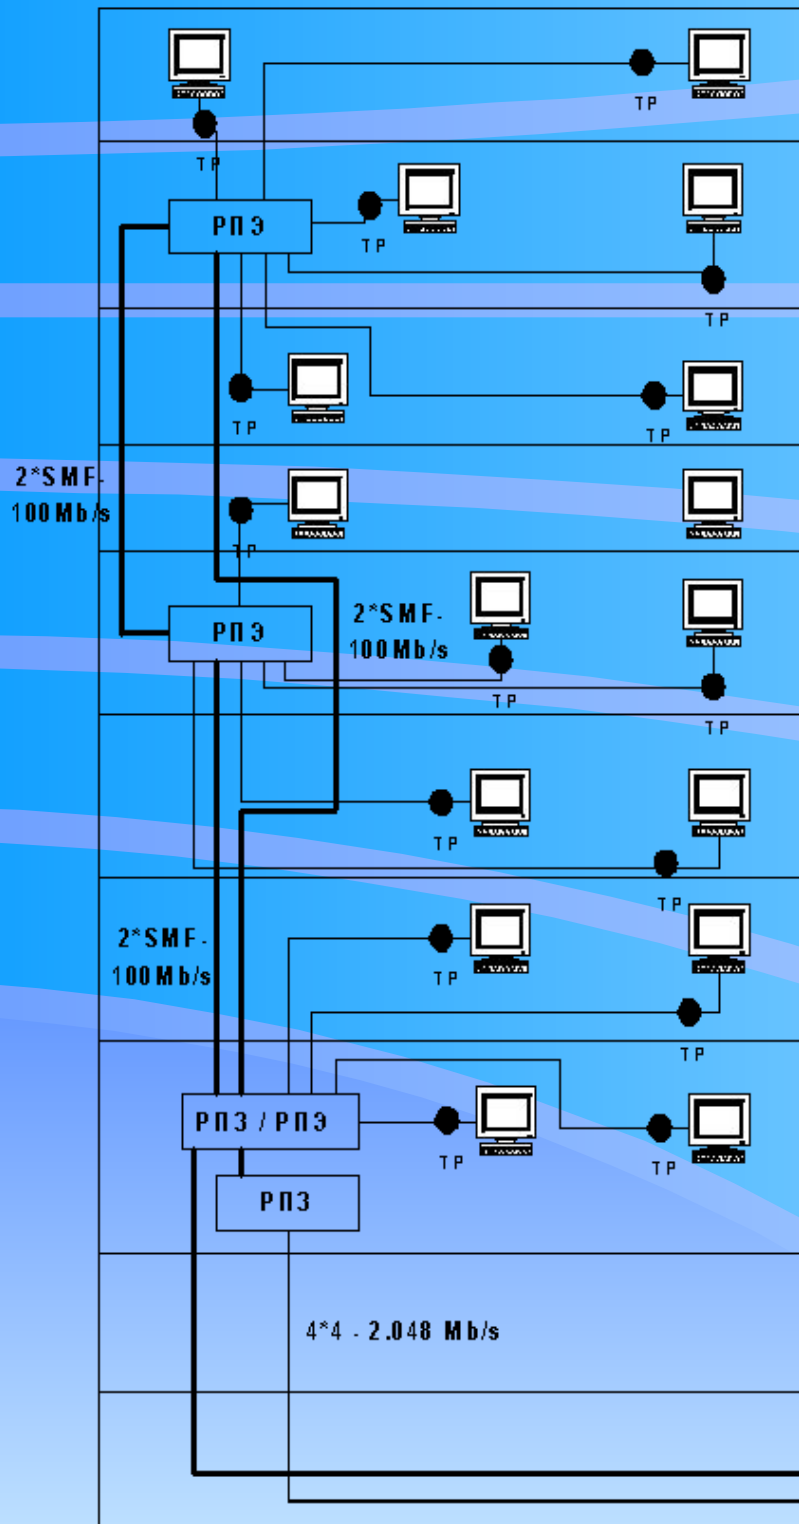 ТР
ТР
РПЭ
ТР
ТР
ТР
ТР
2*SMF-
100Mb/s
ТР
РПЭ
2*SMF-
100Mb/s
ТР
ТР
ТР
ТР
2*SMF-
100Mb/s
ТР
ТР
РПЗ / РПЭ
ТР
ТР
РПЗ
4*4 - 2.048 Mb/s